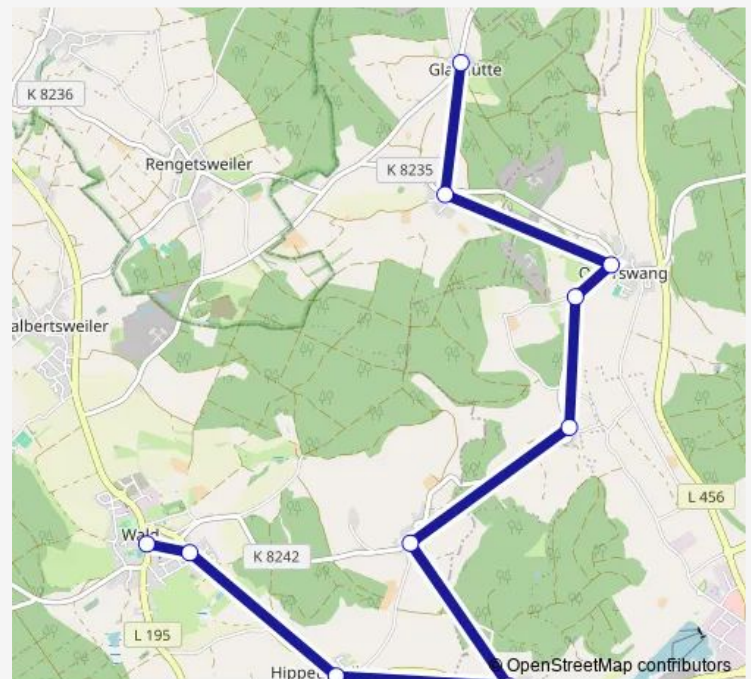 K 8236
Rengetsweiler
K 8235
albertsweiler
L 456
Wald
K 8242
L 195
OpenStreetMap contributors